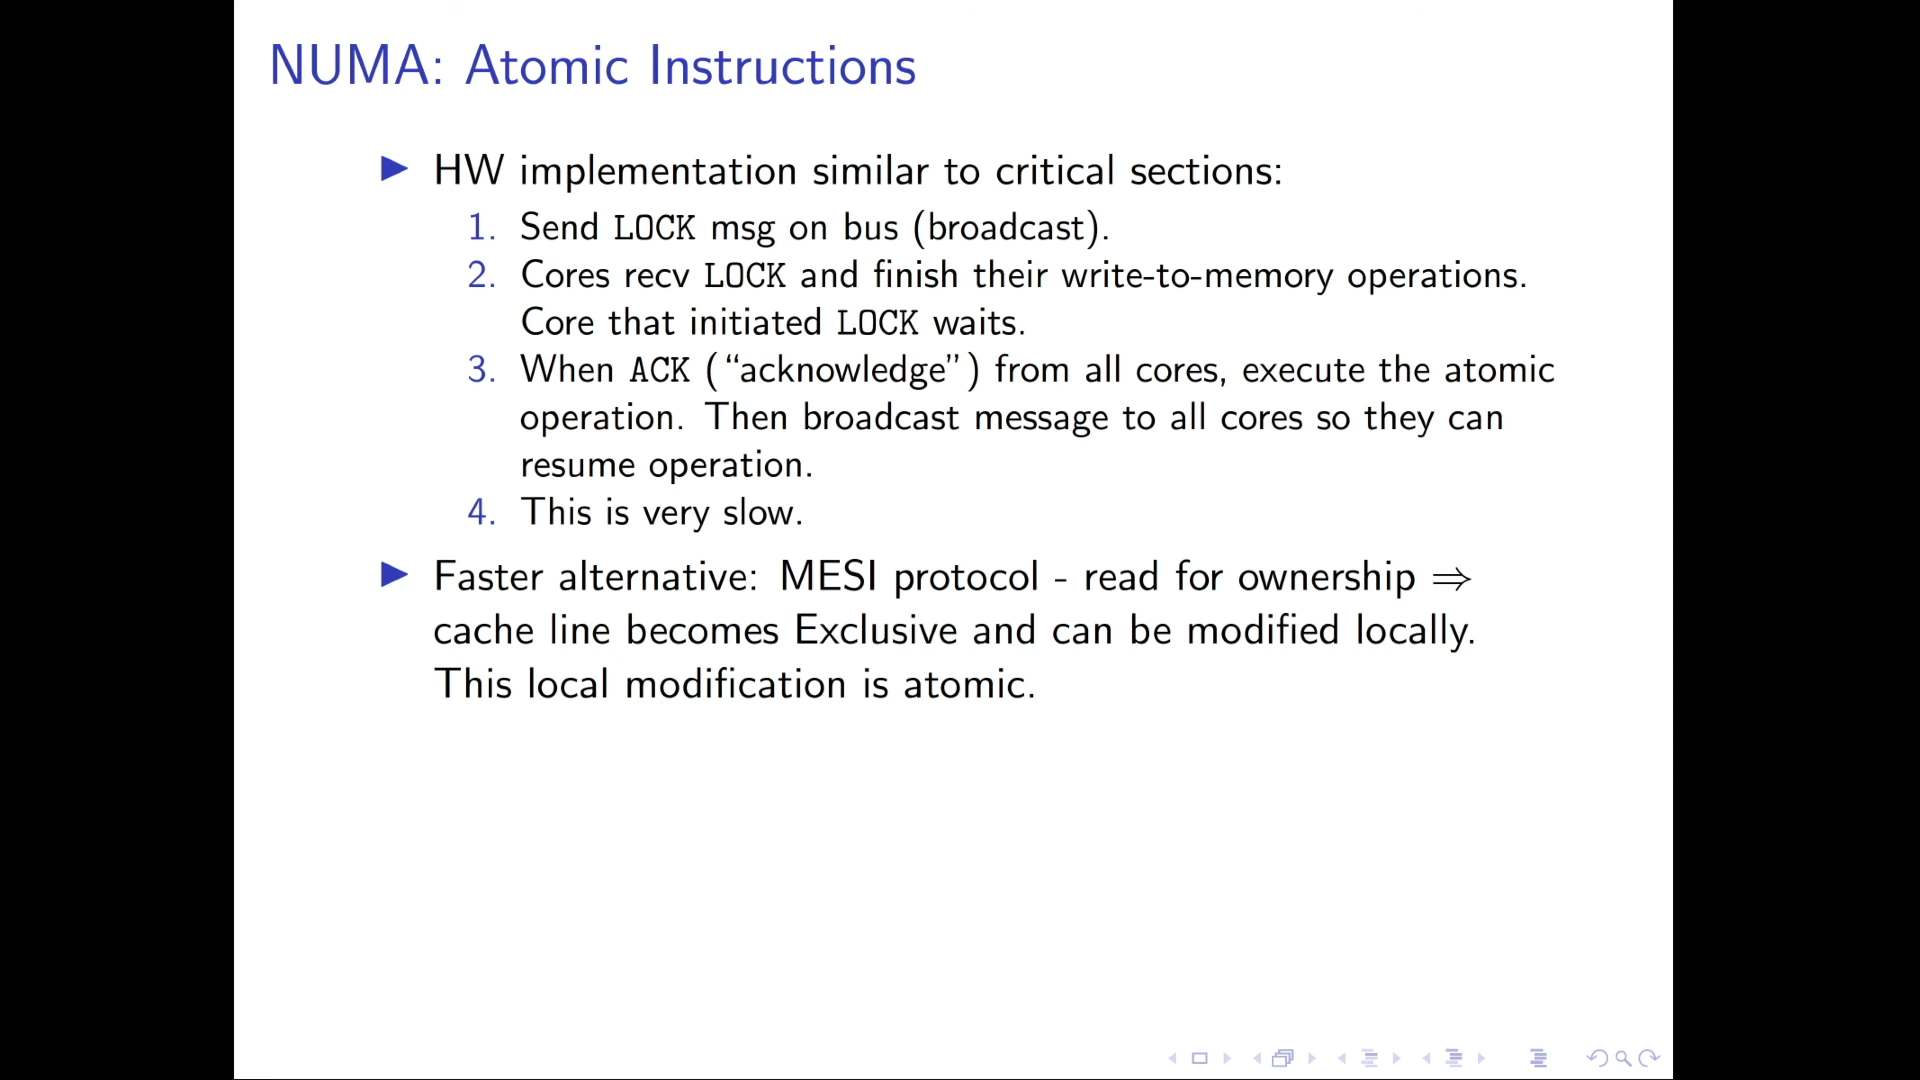 NUMA: Atomic Instructions
▶ HW implementation similar to critical sections:
1. Send LOCK msg on bus (broadcast).
2. Cores recv LOCK and finish their write-to-memory operations.
Core that initiated LOCK waits.
3. When ACK (“acknowledge”) from all cores, execute the atomic
operation. Then broadcast message to all cores so they can
resume operation.
4. This is very slow.
▶ Faster alternative: MESI protocol - read for ownership ⇒
cache line becomes Exclusive and can be modified locally.
This local modification is atomic.